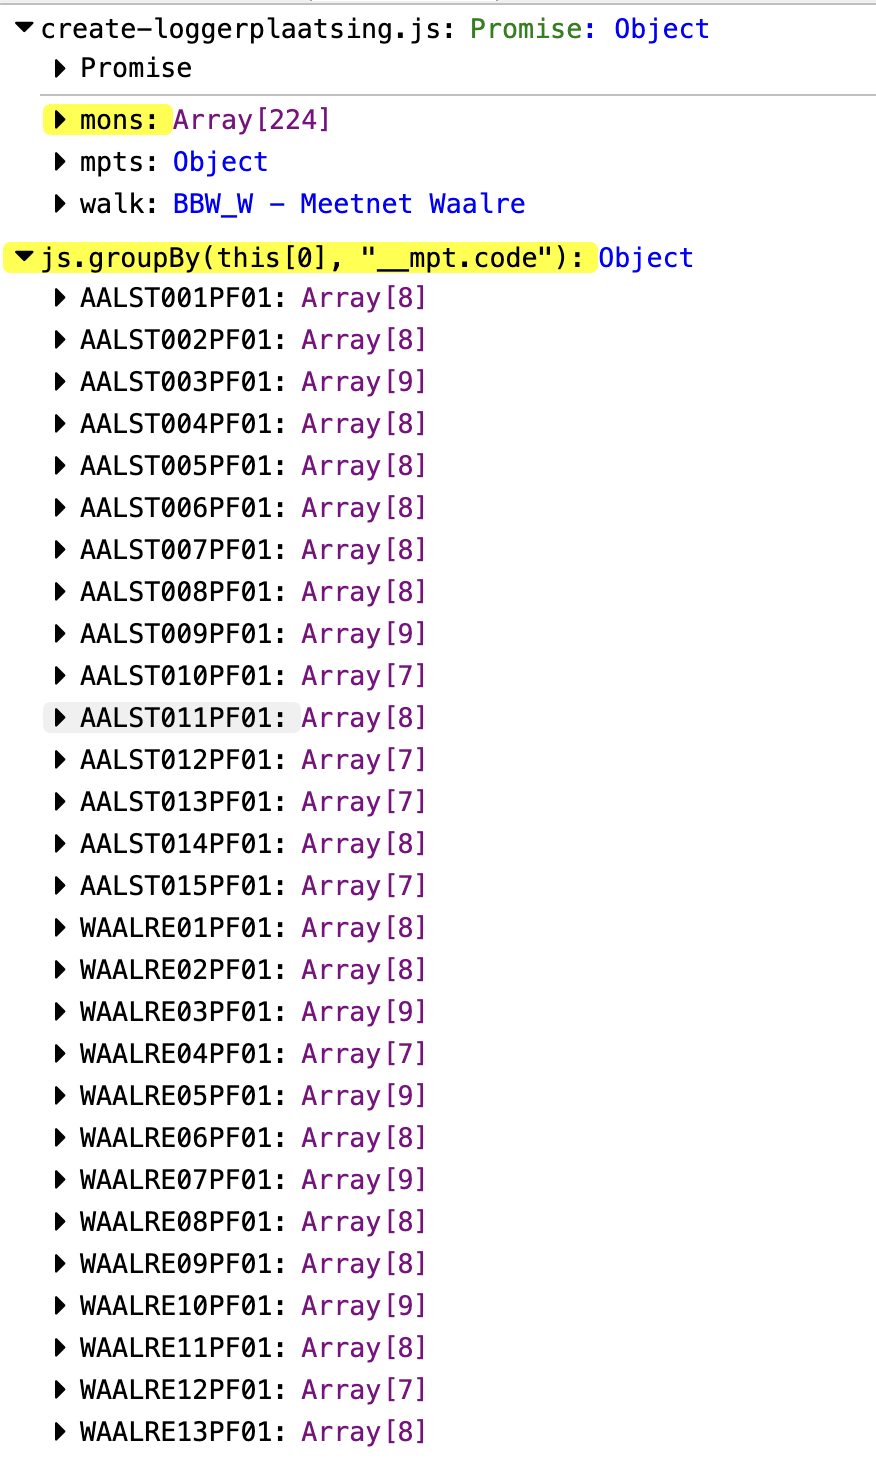 create-loggerplaatsing.js: Promise: Object
Promise
mons: Array[224]
mpts: Object
walk: BBW_W - Meetnet Waalre
js.groupBy(this[0], "__mpt.code"): Object
AALST001PF01: Array[8]
AALST002PF01: Array[8]
AALST003PF01: Array[9]
AALST004PF01: Array[8]
AALST005PF01: Array[8]
AALST006PF01: Array[8]
AALST007PF01: Array[8]
AALST008PF01: Array[8]
AALST009PF01: Array[9]
AALST010PF01: Array[7]
AALST011PF01: Array[8]
AALST012PF01: Array[7]
AALST013PF01: Array[7]
AALST014PF01: Array[8]
AALST015PF01: Array[7]
WAALRE01PF01: Array[8]
WAALRE02PF01: Array[8]
WAALRE03PF01: Array[9]
WAALRE04PF01: Array[7]
WAALRE05PF01: Array[9]
WAALRE06PF01: Array[8]
WAALRE07PF01: Array[9]
WAALRE08PF01: Array[8]
WAALRE09PF01: Array[8]
WAALRE10PF01: Array[9]
WAALRE11PF01: Array[8]
WAALRE12PF01: Array[7]
WAALRE13PF01: Array[8]